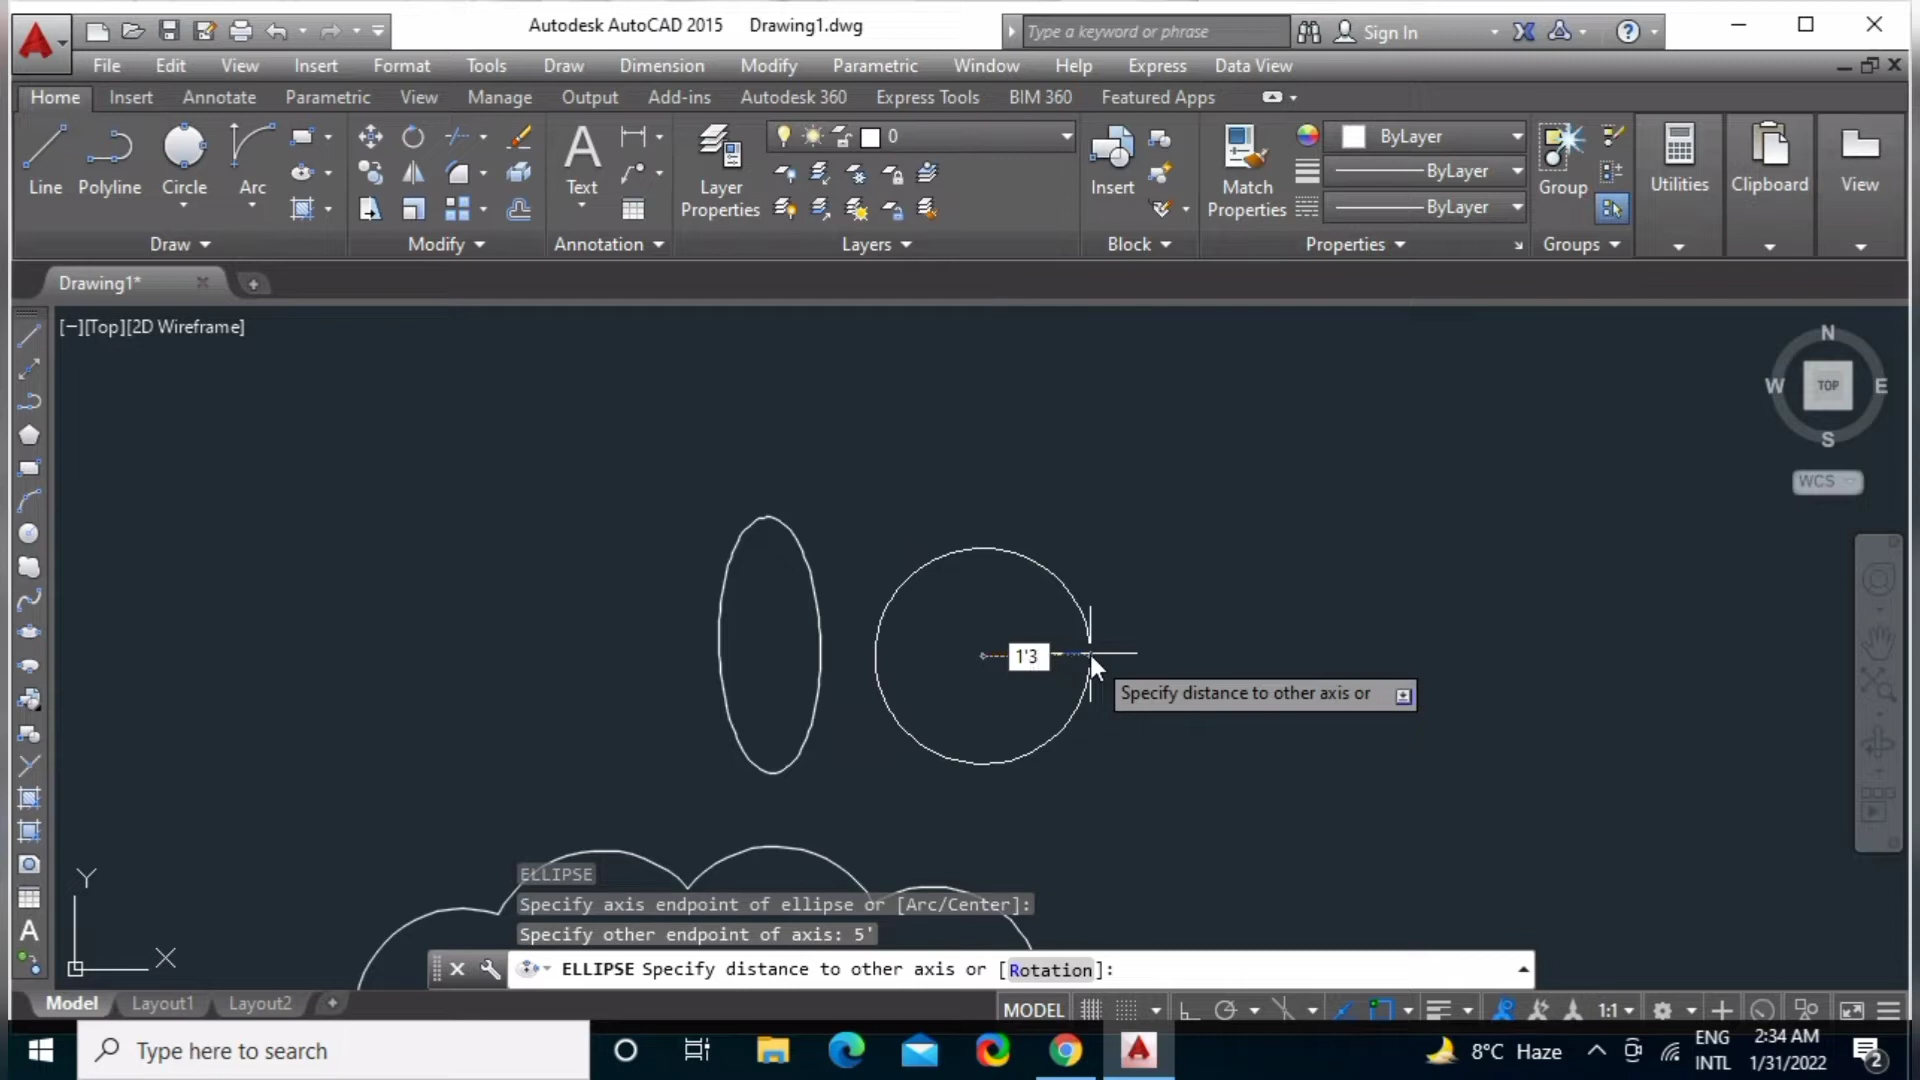 Autodesk AutoCAD 2015 Drawing1.dwg
Type a keyword or phrase
Sign In
File Edit View Insert Format Tools Draw Dimension Modify Parametric Window Help Express Data View
Home Insert Annotate Parametric View Manage Output Add-ins Autodesk 360 Express Tools BIM 360 Featured Apps
0
ByLayer
Line Polyline Circle Arc
Text
Layer Properties
Insert
Match Properties
ByLayer
ByLayer
Group
Utilities
Clipboard
View
Draw
Modify
Annotation
Layers
Block
Properties
Groups
Drawing1*
[−][Top][2D Wireframe]
N
W TOP E
S
WCS
1'3
Specify distance to other axis or
ELLIPSE
Specify axis endpoint of ellipse or [Arc/Center]:
Specify other endpoint of axis: 5'
ELLIPSE Specify distance to other axis or [Rotation]:
Y
X
A
Model Layout1 Layout2
MODEL
1:1
Type here to search
8°C Haze
ENG
INTL
2:34 AM
1/31/2022
2